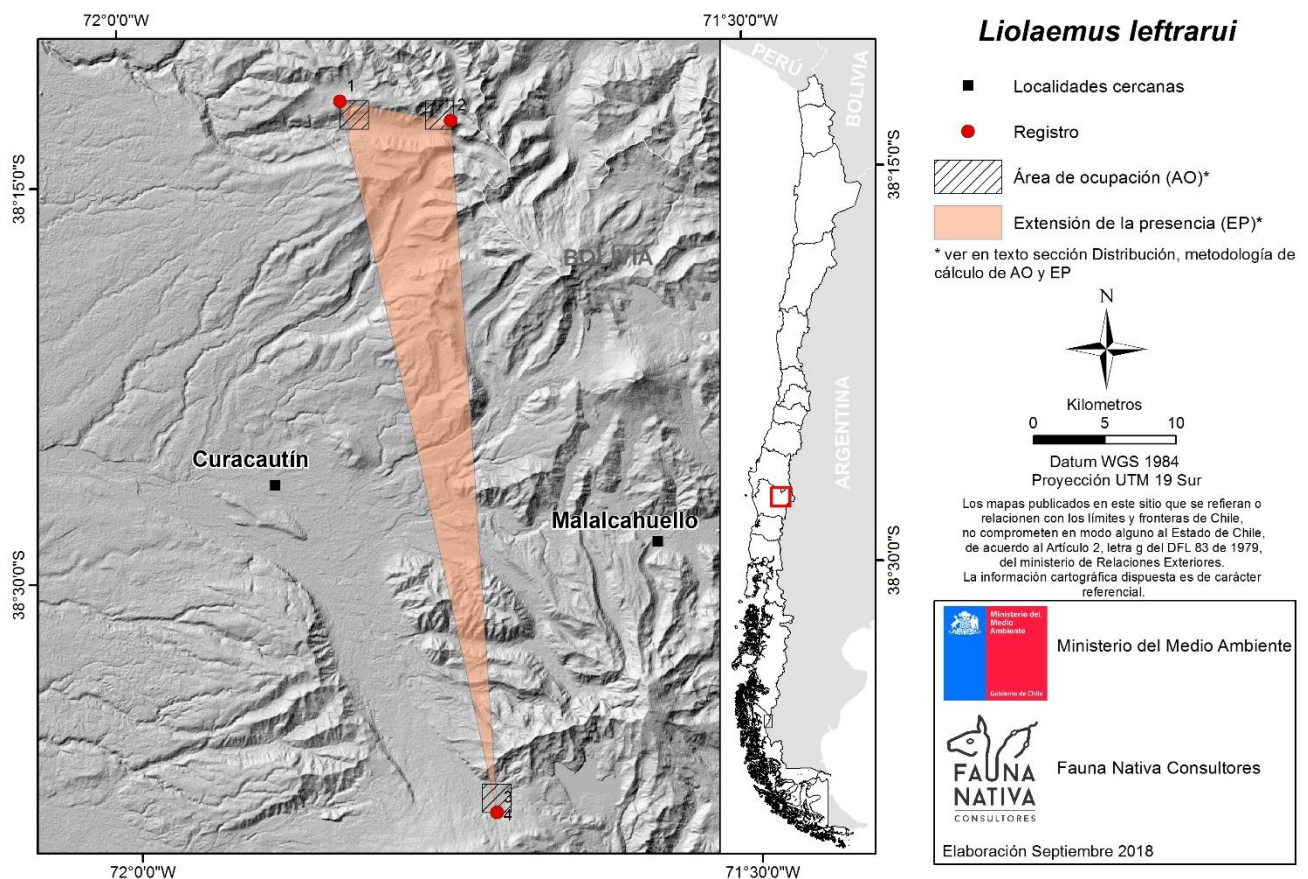 72°0'0"W
71°30'0"W
38°15'0"S
38°30'0"S
1
2
BOLIVIA
Curacautín
Malalcahuello
3
4
72°0'0"W
71°30'0"W
38°15'0"S
38°30'0"S
PERÚ
BOLIVIA
ARGENTINA
Liolaemus leftrarui
Localidades cercanas
Registro
Área de ocupación (AO)*
Extensión de la presencia (EP)*
* ver en texto sección Distribución, metodología de
cálculo de AO y EP
N
Kilometros
0 5 10
Datum WGS 1984
Proyección UTM 19 Sur
Los mapas publicados en este sitio que se refieran o
relacionen con los límites y fronteras de Chile,
no comprometen en modo alguno al Estado de Chile,
de acuerdo al Artículo 2, letra g del DFL 83 de 1979,
del ministerio de Relaciones Exteriores.
La información cartográfica dispuesta es de carácter
referencial.
Ministerio del
Medio
Ambiente
Gobierno de Chile
Ministerio del Medio Ambiente
FAUNA
NATIVA
CONSULTORES
Fauna Nativa Consultores
Elaboración Septiembre 2018